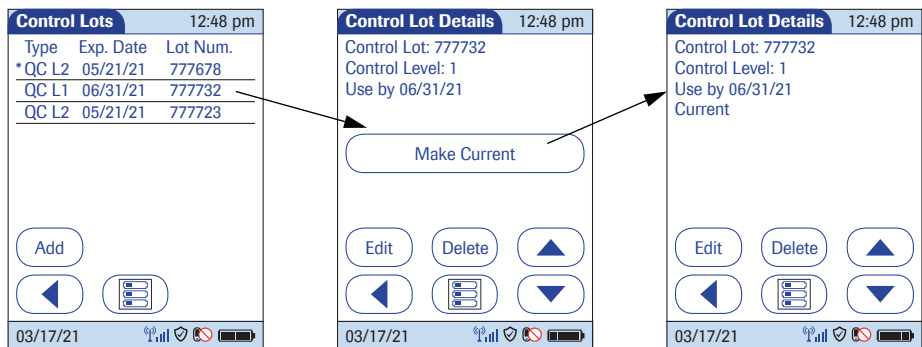 Control Lots 12:48 pm
Type Exp. Date Lot Num.
*QC L2 05/21/21 777678
QC L1 06/31/21 777732
QC L2 05/21/21 777723
Add
03/17/21
Control Lot Details 12:48 pm
Control Lot: 777732
Control Level: 1
Use by 06/31/21
Make Current
Edit Delete
03/17/21
Control Lot Details 12:48 pm
Control Lot: 777732
Control Level: 1
Use by 06/31/21
Current
Edit Delete
03/17/21